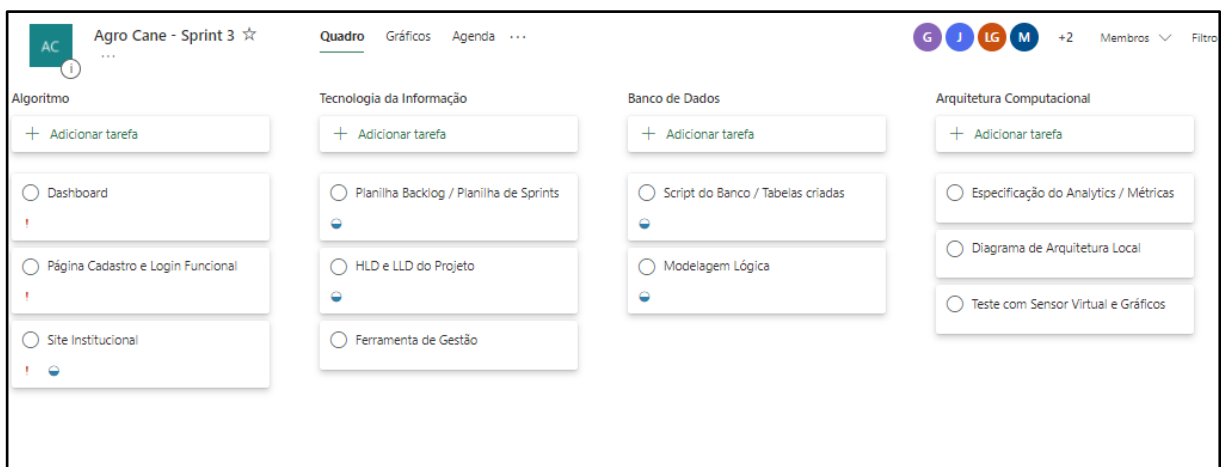 AC
Agro Cane - Sprint 3
Quadro Gráficos Agenda
G J LG M +2 Membros Filtro
Algoritmo
Adicionar tarefa
Dashboard
Página Cadastro e Login Funcional
Site Institucional
Tecnologia da Informação
Adicionar tarefa
Planilha Backlog / Planilha de Sprints
HLD e LLD do Projeto
Ferramenta de Gestão
Banco de Dados
Adicionar tarefa
Script do Banco / Tabelas criadas
Modelagem Lógica
Arquitetura Computacional
Adicionar tarefa
Especificação do Analytics / Métricas
Diagrama de Arquitetura Local
Teste com Sensor Virtual e Gráficos